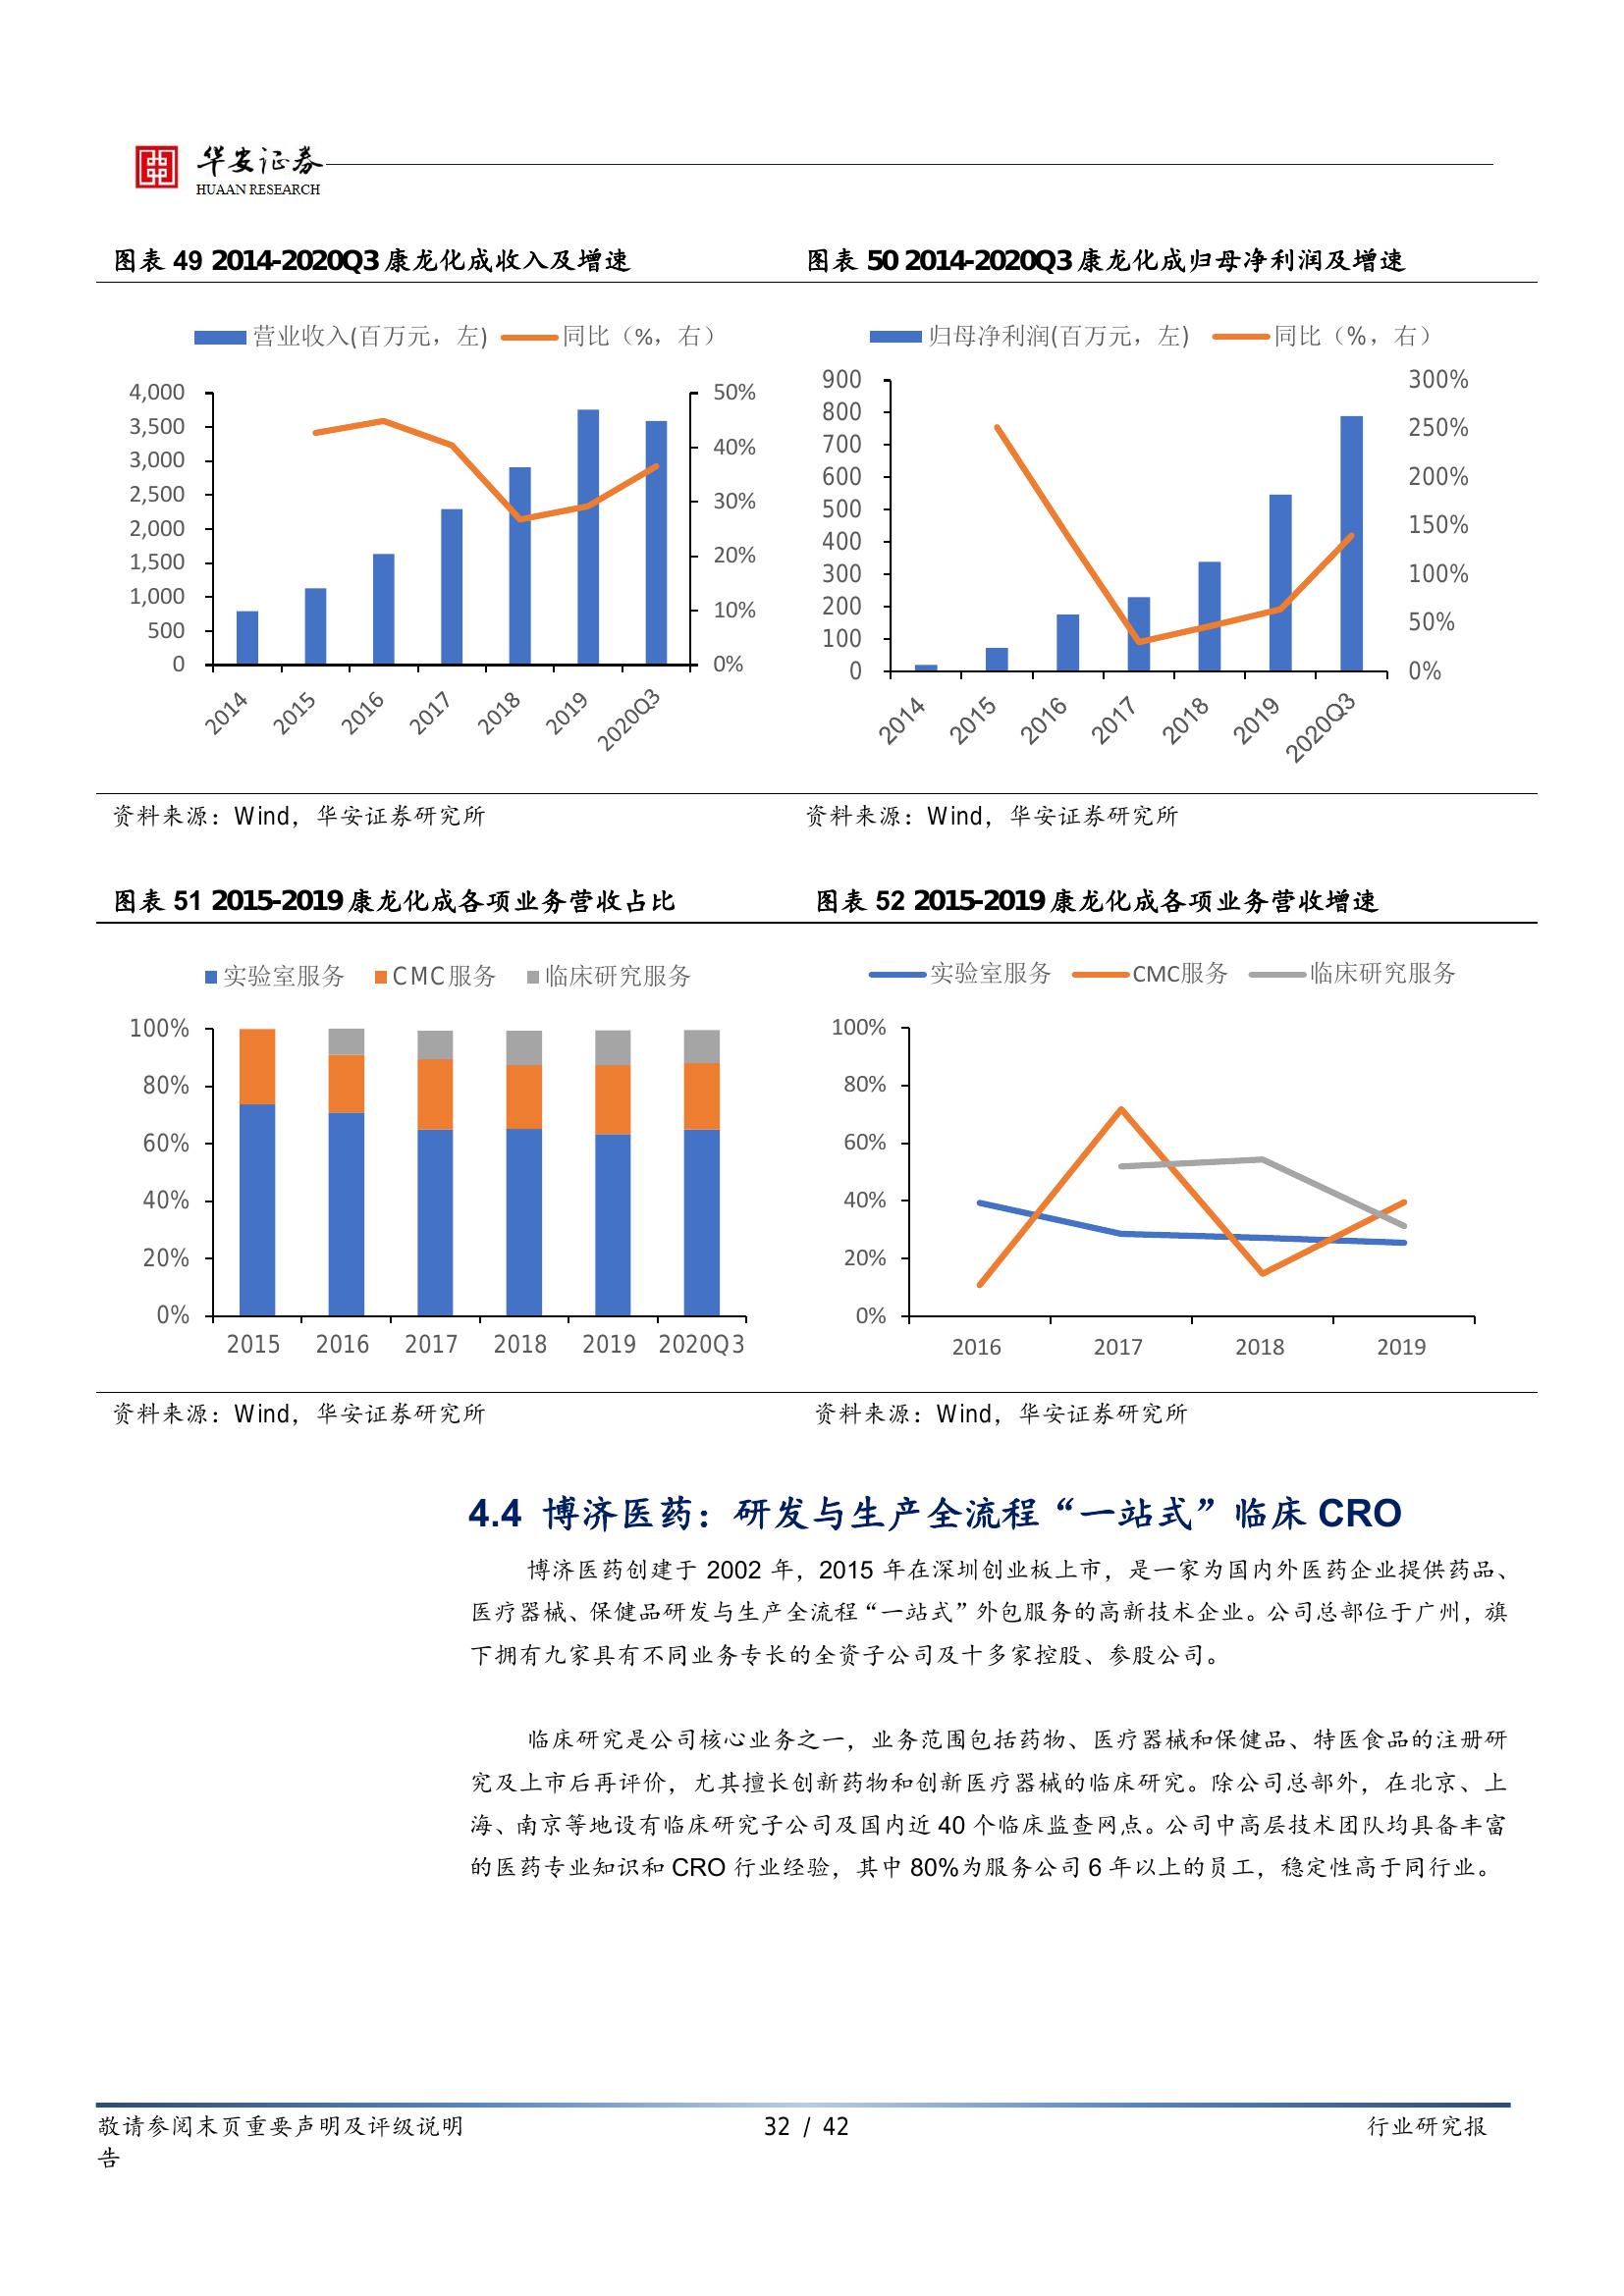 华安证券
HUAAN RESEARCH
图表 49 2014-2020Q3 康龙化成收入及增速
图表 50 2014-2020Q3 康龙化成归母净利润及增速
营业收入(百万元，左) 同比（%，右）
4,000
3,500
3,000
2,500
2,000
1,500
1,000
500
0
50%
40%
30%
20%
10%
0%
2014 2015 2016 2017 2018 2019 2020Q3
归母净利润(百万元，左) 同比（%，右）
900
800
700
600
500
400
300
200
100
0
300%
250%
200%
150%
100%
50%
0%
2014 2015 2016 2017 2018 2019 2020Q3
资料来源：Wind，华安证券研究所
资料来源：Wind，华安证券研究所
图表 51 2015-2019 康龙化成各项业务营收占比
图表 52 2015-2019 康龙化成各项业务营收增速
实验室服务 CMC服务 临床研究服务
100%
80%
60%
40%
20%
0%
2015 2016 2017 2018 2019 2020Q3
实验室服务 CMC服务 临床研究服务
100%
80%
60%
40%
20%
0%
2016 2017 2018 2019
资料来源：Wind，华安证券研究所
资料来源：Wind，华安证券研究所
4.4 博济医药：研发与生产全流程“一站式”临床 CRO
博济医药创建于 2002 年，2015 年在深圳创业板上市，是一家为国内外医药企业提供药品、
医疗器械、保健品研发与生产全流程“一站式”外包服务的高新技术企业。公司总部位于广州，旗
下拥有九家具有不同业务专长的全资子公司及十多家控股、参股公司。
临床研究是公司核心业务之一，业务范围包括药物、医疗器械和保健品、特医食品的注册研
究及上市后再评价，尤其擅长创新药物和创新医疗器械的临床研究。除公司总部外，在北京、上
海、南京等地设有临床研究子公司及国内近 40 个临床监查网点。公司中高层技术团队均具备丰富
的医药专业知识和 CRO 行业经验，其中 80%为服务公司 6 年以上的员工，稳定性高于同行业。
敬请参阅末页重要声明及评级说明 32 / 42 行业研究报
告